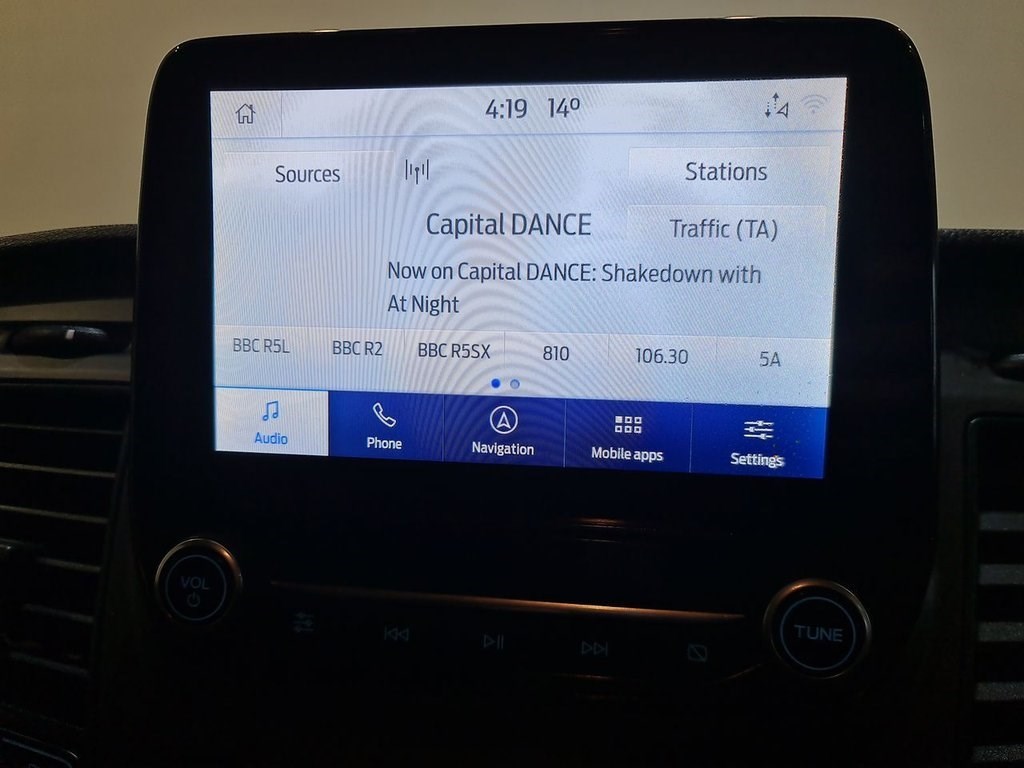 4:19 14º
Sources
Stations
Capital DANCE
Traffic (TA)
Now on Capital DANCE: Shakedown with
At Night
BBC R5L BBC R2 BBC R5SX 810 106.30 5A
Audio Phone Navigation Mobile apps Settings
VOL
TUNE